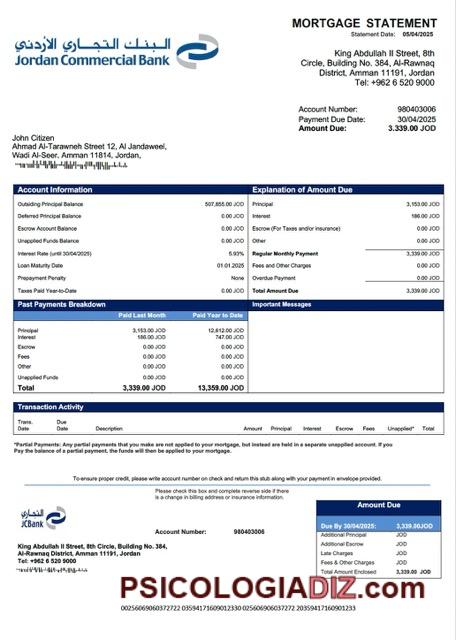 MORTGAGE STATEMENT
Statement Date: 05/04/2025
البنك التجاري الأردني
Jordan Commercial Bank
King Abdullah II Street, 8th
Circle, Building No. 384, Al-Rawnaq
District, Amman 11191, Jordan
Tel: +962 6 520 9000
Account Number: 980403006
Payment Due Date: 30/04/2025
Amount Due: 3.339.00 JOD
John Citizen
Ahmad Al-Tarawneh Street 12, Al Jandaweel,
Wadi Al-Seer, Amman 11814, Jordan,
Account Information
Outsiding Principal Balance 507,855.00 JOD
Deferred Principal Balance 0.00 JOD
Escrow Account Balance 0.00 JOD
Unapplied Funds Balance 0.00 JOD
Interest Rate (until 30/04/2025) 5.93%
Loan Maturity Date 01.01.2025
Prepayment Penalty None
Taxes Paid Year-to-Date 0.00 JOD
Explanation of Amount Due
Principal 3,153.00 JOD
Interest 186.00 JOD
Escrow (For Taxes and/or insurance) 0.00 JOD
Other 0.00 JOD
Regular Monthly Payment 3,339.00 JOD
Fees and Other Charges 0.00 JOD
Overdue Payment 0.00 JOD
Total Amount Due 3,339.00 JOD
Past Payments Breakdown
Paid Last Month Paid Year to Date
Principal 3,153.00 JOD 12,612.00 JOD
Interest 186.00 JOD 747.00 JOD
Escrow 0.00 JOD 0.00 JOD
Fees 0.00 JOD 0.00 JOD
Other 0.00 JOD 0.00 JOD
Unapplied Funds 0.00 JOD 0.00 JOD
Total 3,339.00 JOD 13,359.00 JOD
Important Messages
Transaction Activity
Trans. Date Due Date Description Amount Principal Interest Escrow Fees Unapplied* Total
*Partial Payments: Any partial payments that you make are not applied to your mortgage, but instead are held in a separate unapplied account. If you
Pay the balance of a partial payment, the funds will then be applied to your mortgage.
To ensure proper credit, please write account number on check and return this stub along with your payment in envelope provided.
Please check this box and complete reverse side if there
is a change in billing address or insurance information.
التجاري
JCBank
Account Number: 980403006
King Abdullah II Street, 8th Circle, Building No. 384,
Al-Rawnaq District, Amman 11191, Jordan
Tel: +962 6 520 9000
Amount Due
Due By 30/04/2025: 3,339.00JOD
Additional Principal JOD
Additional Escrow JOD
Late Charges JOD
Fees & Other Charges JOD
Total Amount Enclosed 3,339.00 JOD
PSICOLOGIADIZ.com
0025606906037272 03594171609012330 0256069060372722 20359417160901233